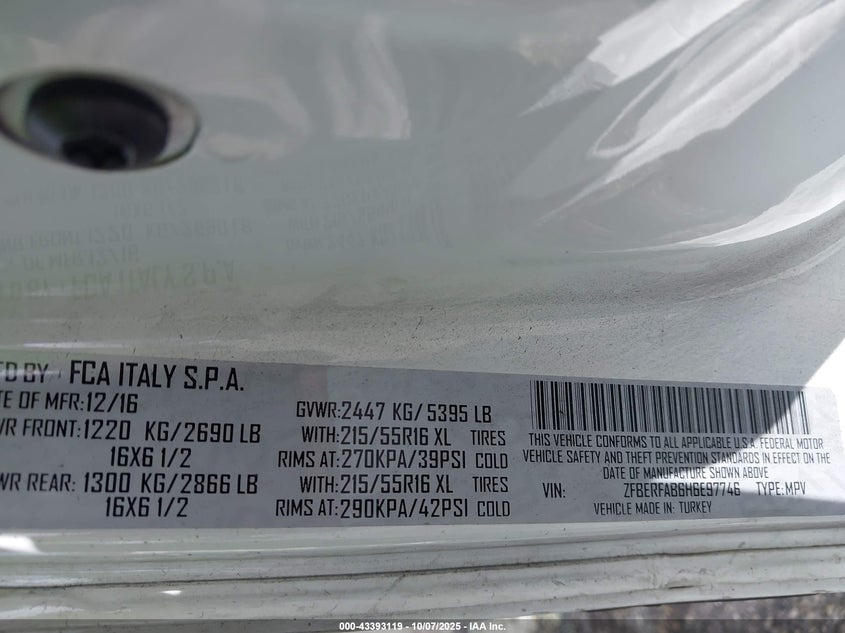 FD BY FCA ITALY S.P.A.
TE OF MFR:12/16
WR FRONT:1220 KG/2690 LB
16X6 1/2
WR REAR: 1300 KG/2866 LB
16X6 1/2
GVWR:2447 KG/5395 LB
WITH:215/55R16 XL TIRES
RIMS AT:270KPA/39PSI COLD
WITH:215/55R16 XL TIRES
RIMS AT:290KPA/42PSI COLD
THIS VEHICLE CONFORMS TO ALL APPLICABLE U.S.A. FEDERAL MOTOR
VEHICLE SAFETY AND THEFT PREVENTION STANDARDS IN EFFECT ON THE
DATE OF MANUFACTURE SHOWN ABOVE
VIN: ZFBERFAB6H6E97746 TYPE:MPV
VEHICLE MADE IN: TURKEY
000-43393119 - 10/07/2025 - IAA Inc.